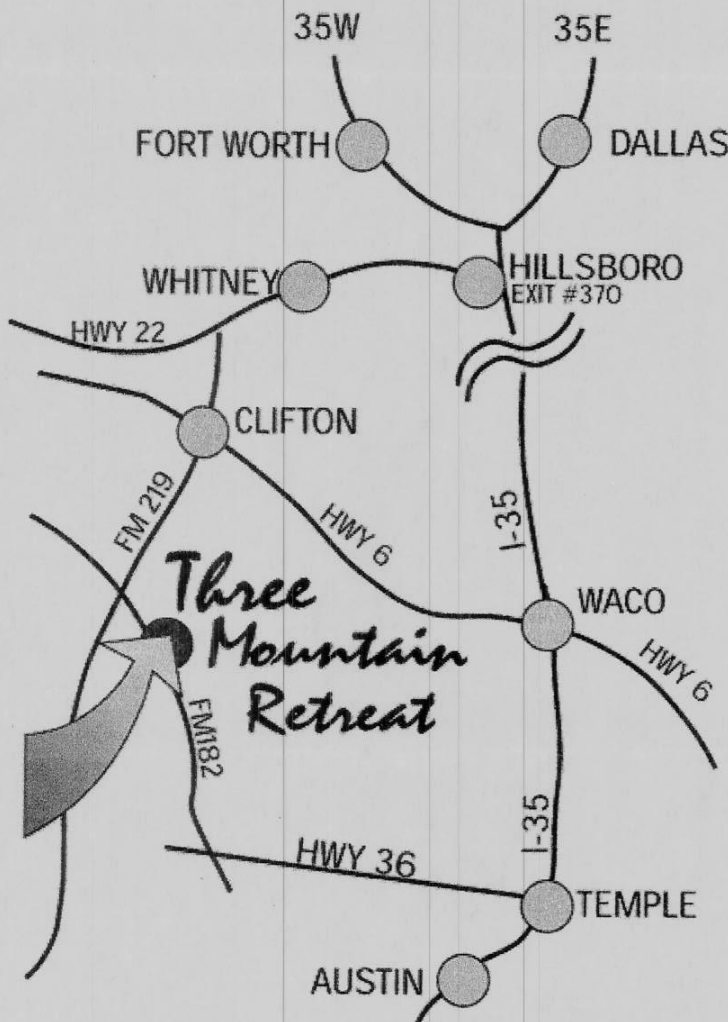 35W
35E
FORT WORTH
DALLAS
WHITNEY
HILLSBORO
EXIT #370
HWY 22
CLIFTON
FM 219
HWY 6
I-35
Three
Mountain
Retreat
WACO
HWY 6
FM182
I-35
HWY 36
TEMPLE
AUSTIN